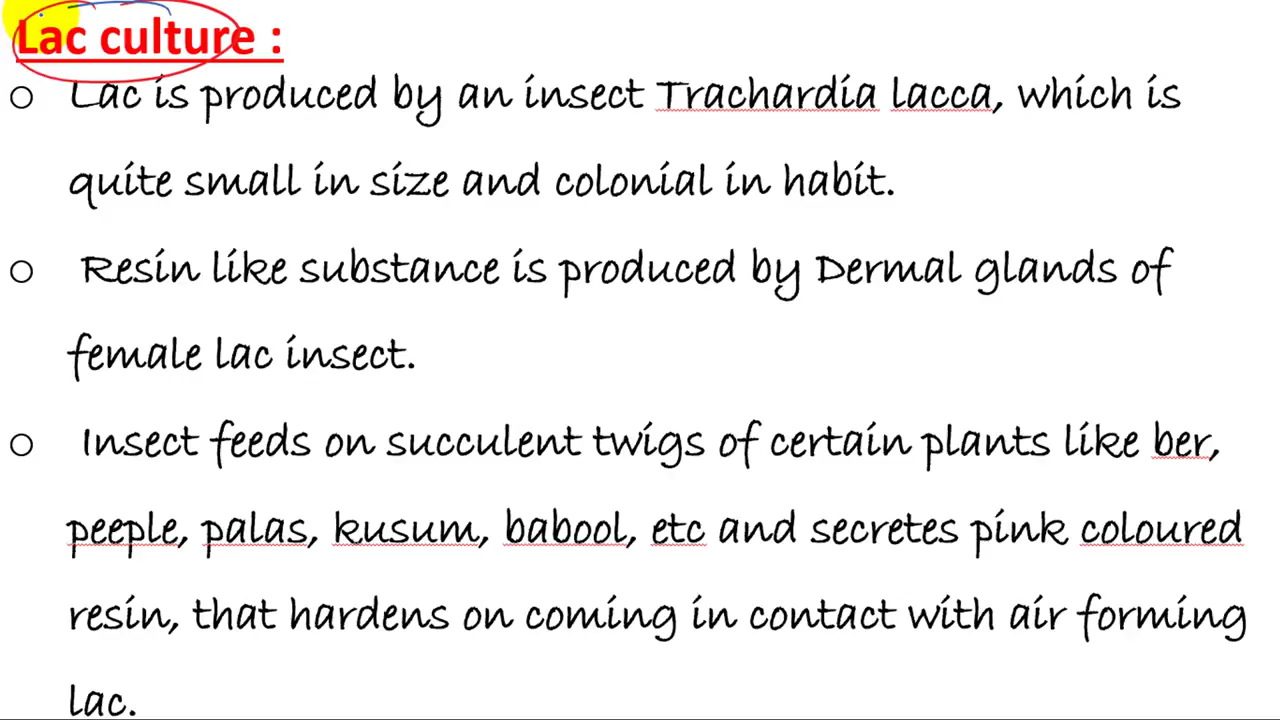 Lac culture :
o Lac is produced by an insect Trachardia lacca, which is
quite small in size and colonial in habit.
o Resin like substance is produced by Dermal glands of
female lac insect.
o Insect feeds on succulent twigs of certain plants like ber,
peeple, palas, kusum, babool, etc and secretes pink coloured
resin, that hardens on coming in contact with air forming
lac.